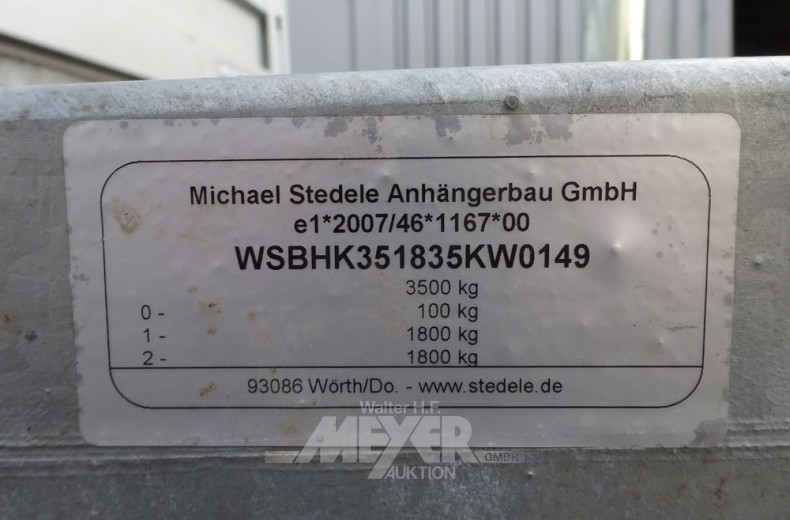 Michael Stedele Anhängerbau GmbH
e1*2007/46*1167*00
WSBHK351835KW0149
3500 kg
0 - 100 kg
1 - 1800 kg
2 - 1800 kg
93086 Wörth/Do. - www.stedele.de
Walter H.F.
MEYER
GMBH
AUKTION